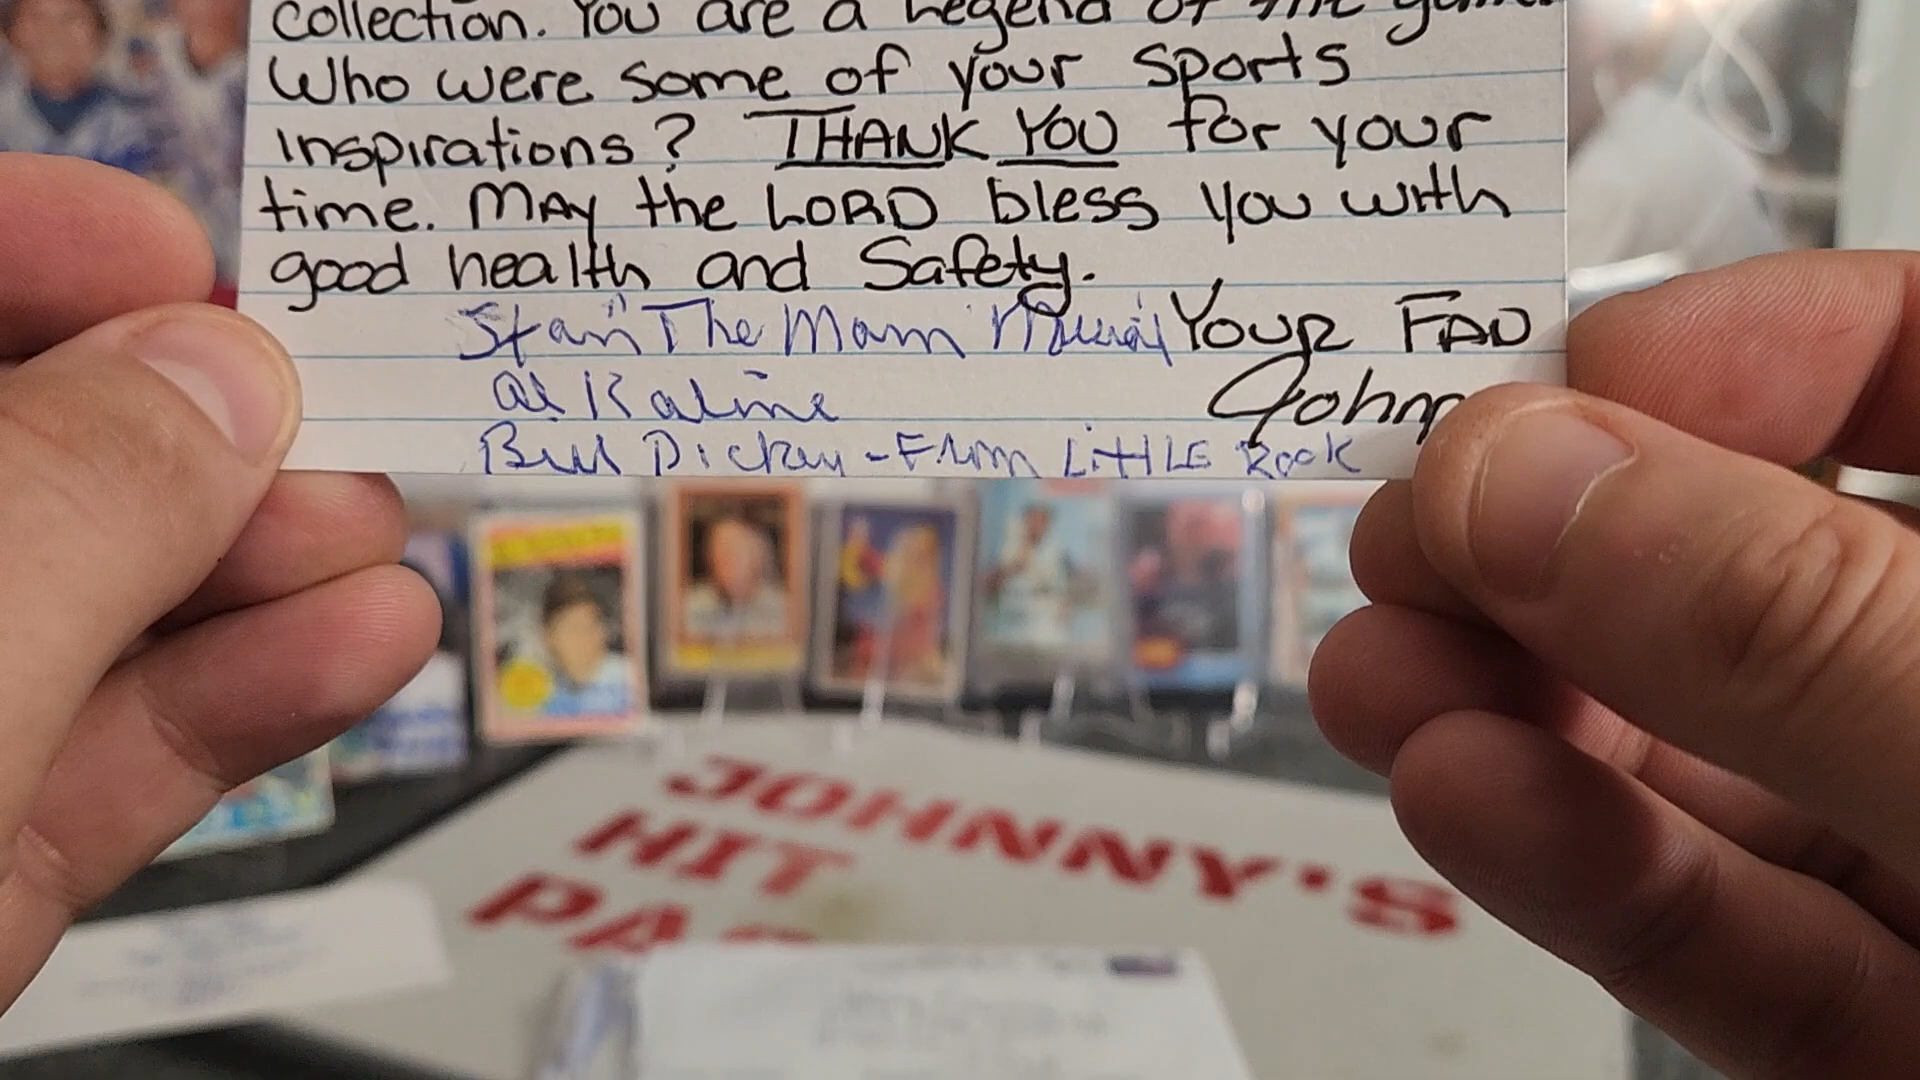 collection. You are a Legend of the game.
Who were some of your sports
inspirations? THANK YOU for your
time. MAY the LORD bless you with
good health and Safety.
Stan "The Mam" Musial YOUR FAN
Al Kaline John
Bill Dickey - From LittLE Rock
JOHNNY'S
HIT